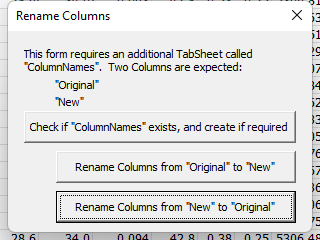 Rename Columns
This form requires an additional TabSheet called
"ColumnNames". Two Columns are expected:
"Original"
"New"
Check if "ColumnNames" exists, and create if required
Rename Columns from "Original" to "New"
Rename Columns from "New" to "Original"
28.6 34.0 0.094 42.8 0.38 0.25 5306.48